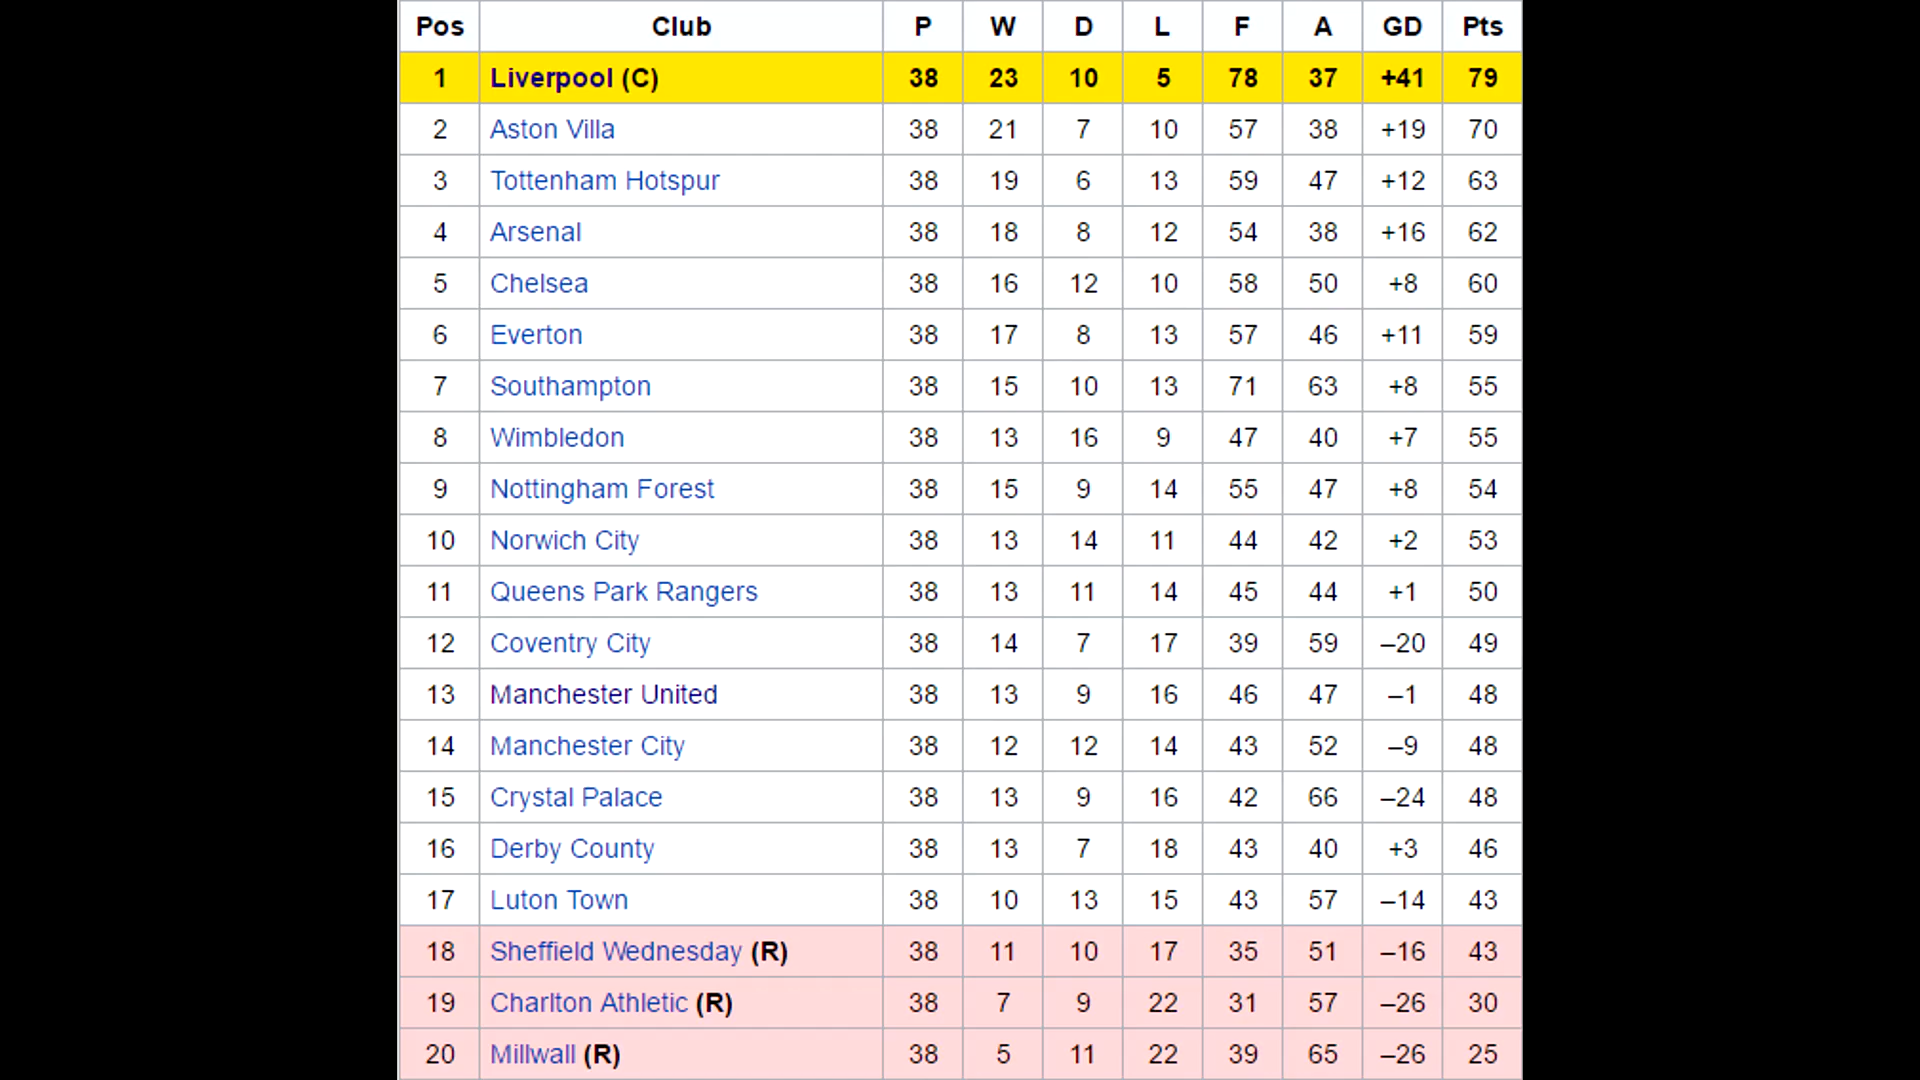 Pos Club P W D L F A GD Pts
1 Liverpool (C) 38 23 10 5 78 37 +41 79
2 Aston Villa 38 21 7 10 57 38 +19 70
3 Tottenham Hotspur 38 19 6 13 59 47 +12 63
4 Arsenal 38 18 8 12 54 38 +16 62
5 Chelsea 38 16 12 10 58 50 +8 60
6 Everton 38 17 8 13 57 46 +11 59
7 Southampton 38 15 10 13 71 63 +8 55
8 Wimbledon 38 13 16 9 47 40 +7 55
9 Nottingham Forest 38 15 9 14 55 47 +8 54
10 Norwich City 38 13 14 11 44 42 +2 53
11 Queens Park Rangers 38 13 11 14 45 44 +1 50
12 Coventry City 38 14 7 17 39 59 –20 49
13 Manchester United 38 13 9 16 46 47 –1 48
14 Manchester City 38 12 12 14 43 52 –9 48
15 Crystal Palace 38 13 9 16 42 66 –24 48
16 Derby County 38 13 7 18 43 40 +3 46
17 Luton Town 38 10 13 15 43 57 –14 43
18 Sheffield Wednesday (R) 38 11 10 17 35 51 –16 43
19 Charlton Athletic (R) 38 7 9 22 31 57 –26 30
20 Millwall (R) 38 5 11 22 39 65 –26 25